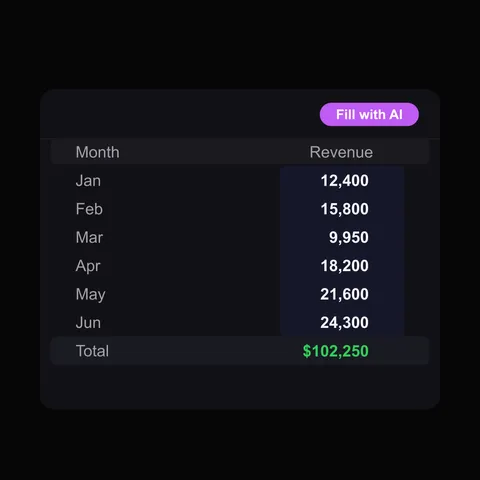 Fill with AI
Month Revenue
Jan 12,400
Feb 15,800
Mar 9,950
Apr 18,200
May 21,600
Jun 24,300
Total $102,250